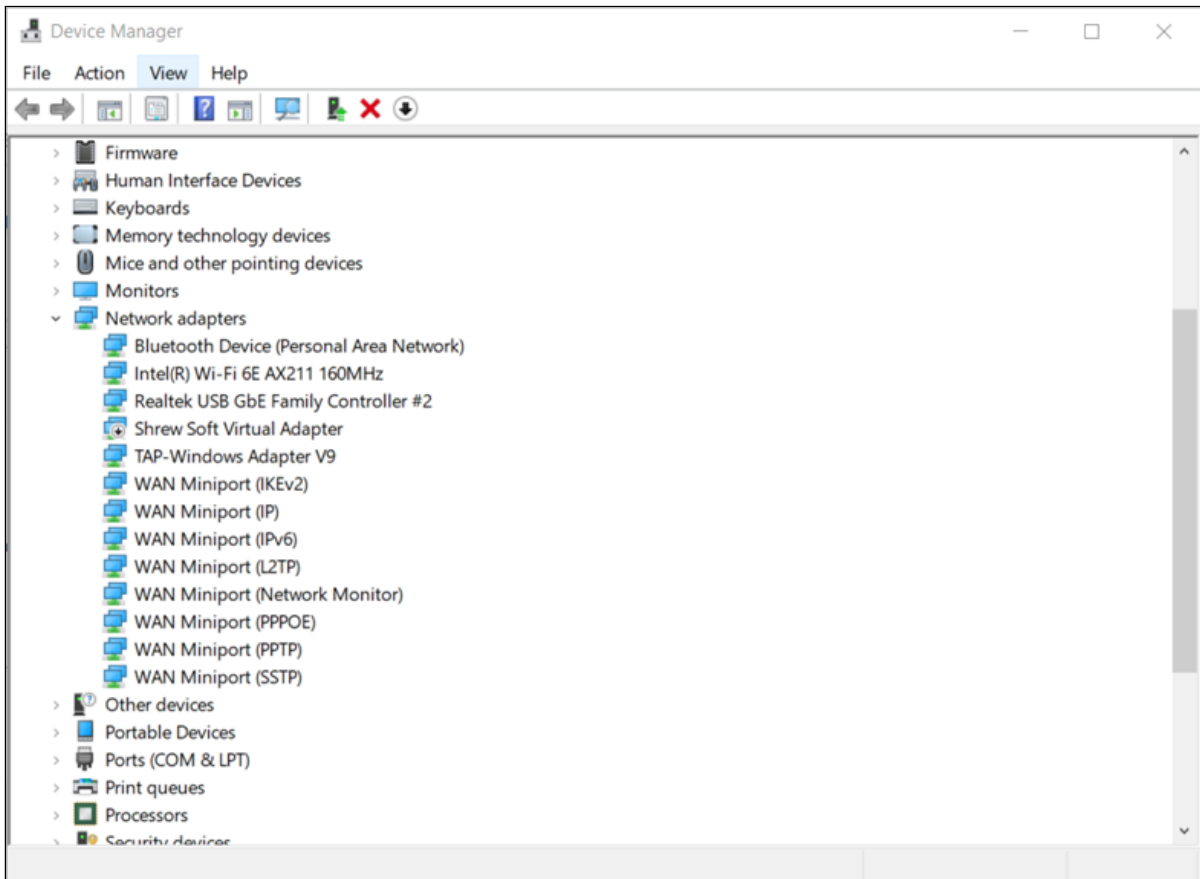 Device Manager
File Action View Help
Firmware
Human Interface Devices
Keyboards
Memory technology devices
Mice and other pointing devices
Monitors
Network adapters
Bluetooth Device (Personal Area Network)
Intel(R) Wi-Fi 6E AX211 160MHz
Realtek USB GbE Family Controller #2
Shrew Soft Virtual Adapter
TAP-Windows Adapter V9
WAN Miniport (IKEv2)
WAN Miniport (IP)
WAN Miniport (IPv6)
WAN Miniport (L2TP)
WAN Miniport (Network Monitor)
WAN Miniport (PPPOE)
WAN Miniport (PPTP)
WAN Miniport (SSTP)
Other devices
Portable Devices
Ports (COM & LPT)
Print queues
Processors
Security devices